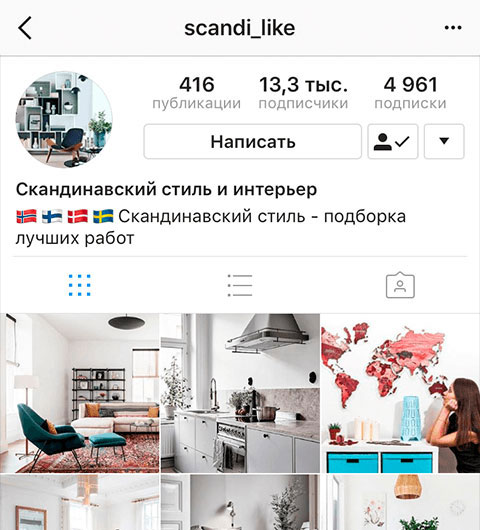 scandi_like
416 13,3 тыс. 4 961
публикации подписчики подписки
Написать
Скандинавский стиль и интерьер
🇳🇴 🇫🇮 🇩🇰 🇸🇪 Скандинавский стиль - подборка
лучших работ